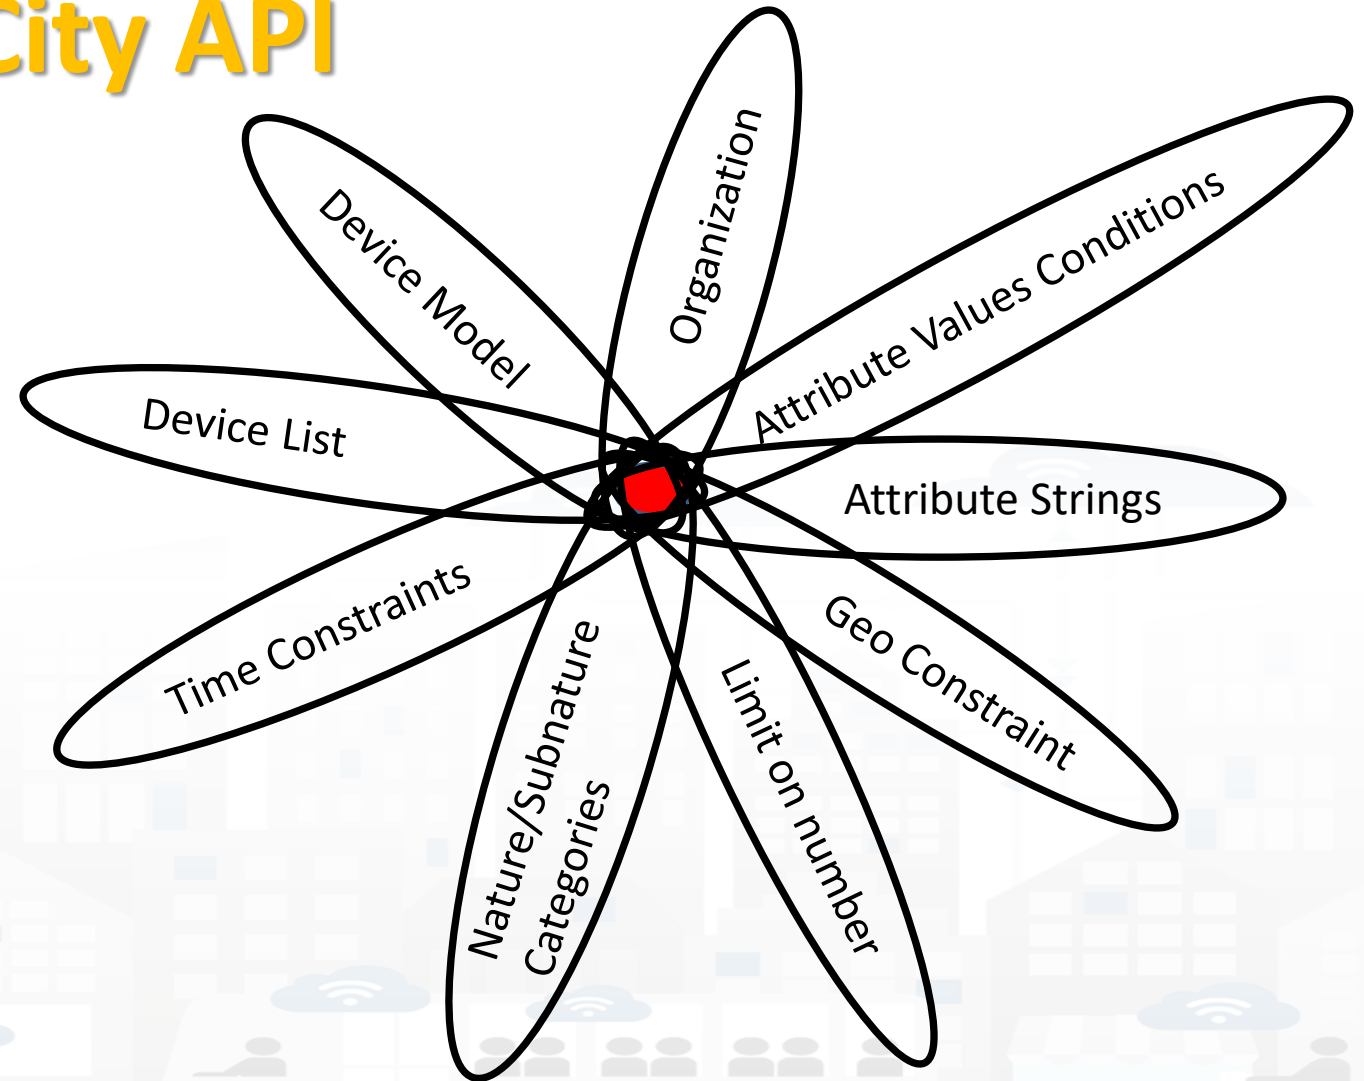 City API
Organization
Device Model
Attribute Values Conditions
Device List
Attribute Strings
Time Constraints
Geo Constraint
Nature/Subnature
Categories
Limit on number